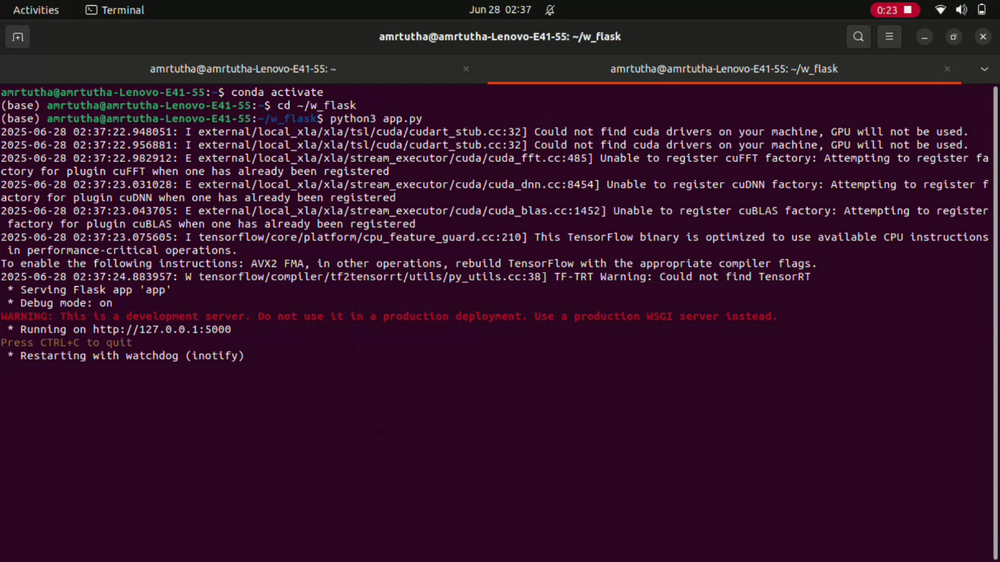 Activities
Terminal
Jun 28 02:37
0:23
amrtutha@amrtutha-Lenovo-E41-55: ~/w_flask
amrtutha@amrtutha-Lenovo-E41-55: ~
amrtutha@amrtutha-Lenovo-E41-55: ~/w_flask
amrtutha@amrtutha-Lenovo-E41-55:~$ conda activate
(base) amrtutha@amrtutha-Lenovo-E41-55:~$ cd ~/w_flask
(base) amrtutha@amrtutha-Lenovo-E41-55:~/w_flask$ python3 app.py
2025-06-28 02:37:22.948051: I external/local_xla/xla/tsl/cuda/cudart_stub.cc:32] Could not find cuda drivers on your machine, GPU will not be used.
2025-06-28 02:37:22.956881: I external/local_xla/xla/tsl/cuda/cudart_stub.cc:32] Could not find cuda drivers on your machine, GPU will not be used.
2025-06-28 02:37:22.982912: E external/local_xla/xla/stream_executor/cuda/cuda_fft.cc:485] Unable to register cuFFT factory: Attempting to register fa
ctory for plugin cuFFT when one has already been registered
2025-06-28 02:37:23.031028: E external/local_xla/xla/stream_executor/cuda/cuda_dnn.cc:8454] Unable to register cuDNN factory: Attempting to register f
actory for plugin cuDNN when one has already been registered
2025-06-28 02:37:23.043705: E external/local_xla/xla/stream_executor/cuda/cuda_blas.cc:1452] Unable to register cuBLAS factory: Attempting to register
 factory for plugin cuBLAS when one has already been registered
2025-06-28 02:37:23.075605: I tensorflow/core/platform/cpu_feature_guard.cc:210] This TensorFlow binary is optimized to use available CPU instructions
 in performance-critical operations.
To enable the following instructions: AVX2 FMA, in other operations, rebuild TensorFlow with the appropriate compiler flags.
2025-06-28 02:37:24.883957: W tensorflow/compiler/tf2tensorrt/utils/py_utils.cc:38] TF-TRT Warning: Could not find TensorRT
 * Serving Flask app 'app'
 * Debug mode: on
WARNING: This is a development server. Do not use it in a production deployment. Use a production WSGI server instead.
 * Running on http://127.0.0.1:5000
Press CTRL+C to quit
 * Restarting with watchdog (inotify)